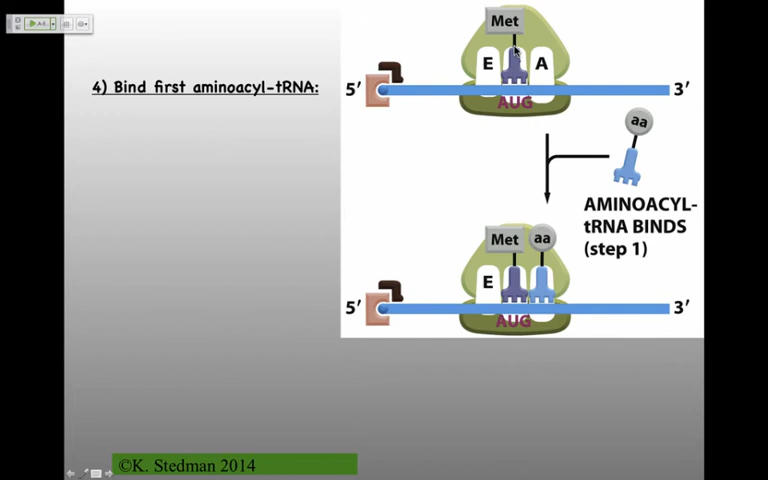 Met
E A
4) Bind first aminoacyl-tRNA:
5′ 3′
AUG
aa
AMINOACYL-
tRNA BINDS
(step 1)
Met aa
E
5′ 3′
AUG
©K. Stedman 2014